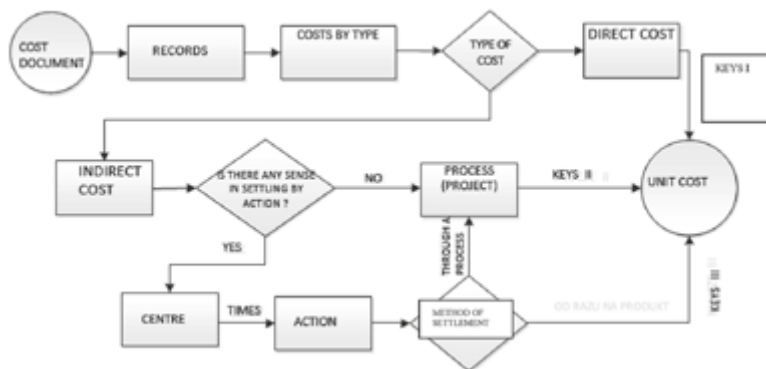 COST
DOCUMENT
RECORDS
COSTS BY TYPE
TYPE OF
COST
DIRECT COST
KEYS I
INDIRECT
COST
IS THERE ANY SENSE
IN SETTLING BY
ACTION ?
NO
PROCESS
(PROJECT)
KEYS II
UNIT COST
YES
THROUGH A
PROCESS
CENTRE
TIMES
ACTION
METHOD OF
SETTLEMENT
OD RAZU NA PRODUKT
KEYS III